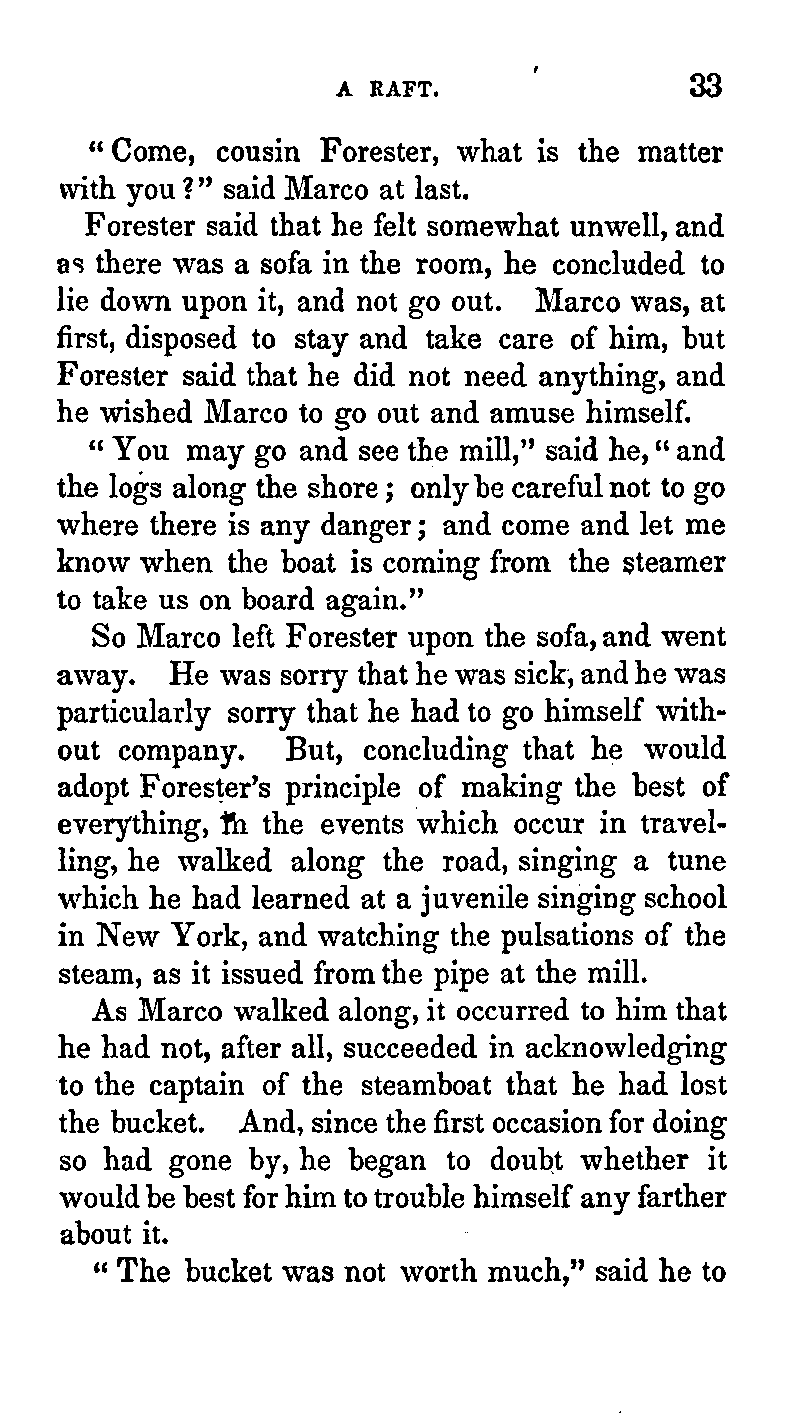 A RAFT. 33
“ Come, cousin Forester, what is the matter
with you ?” said Marco at last.
Forester said that he felt somewhat unwell, and
as there was a sofa in the room, he concluded to
lie down upon it, and not go out. Marco was, at
first, disposed to stay and take care of him, but
Forester said that he did not need anything, and
he wished Marco to go out and amuse himself.
“ You may go and see the mill,” said he, “ and
the logs along the shore ; only be careful not to go
where there is any danger ; and come and let me
know when the boat is coming from the steamer
to take us on board again.”
So Marco left Forester upon the sofa, and went
away. He was sorry that he was sick, and he was
particularly sorry that he had to go himself with-
out company. But, concluding that he would
adopt Forester’s principle of making the best of
everything, in the events which occur in travel-
ling, he walked along the road, singing a tune
which he had learned at a juvenile singing school
in New York, and watching the pulsations of the
steam, as it issued from the pipe at the mill.
As Marco walked along, it occurred to him that
he had not, after all, succeeded in acknowledging
to the captain of the steamboat that he had lost
the bucket. And, since the first occasion for doing
so had gone by, he began to doubt whether it
would be best for him to trouble himself any farther
about it.
“ The bucket was not worth much,” said he to